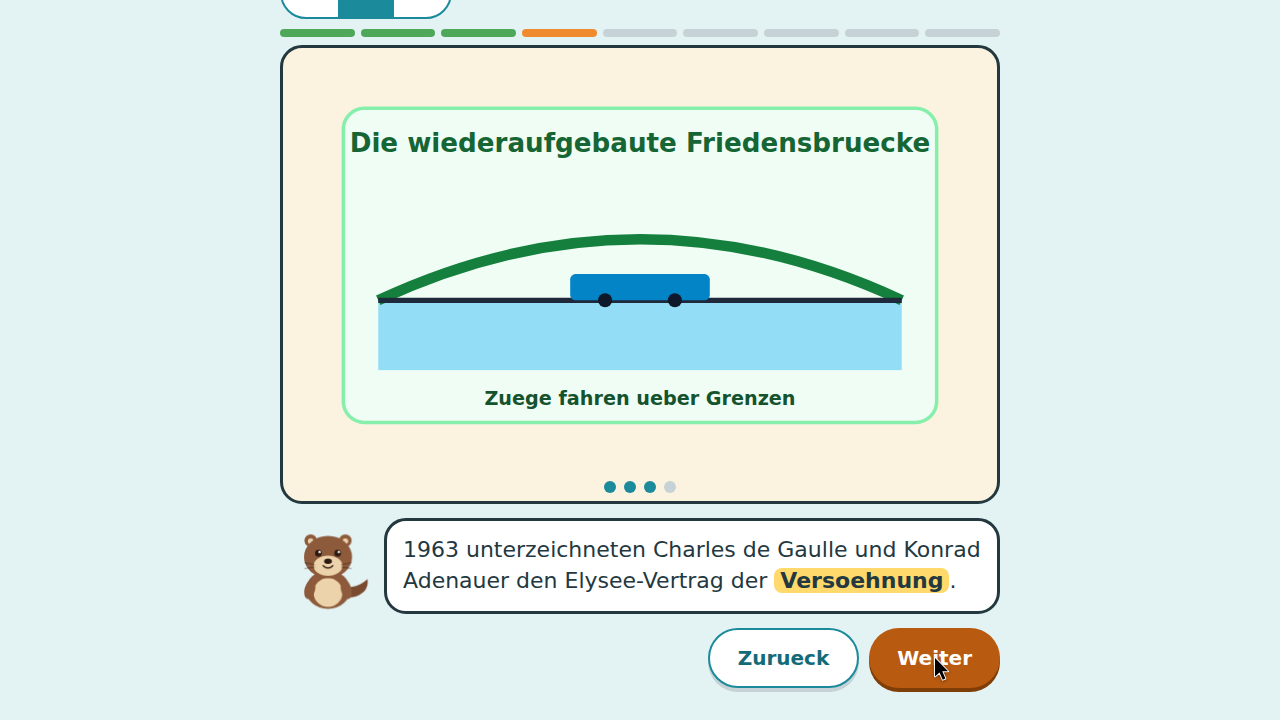 Die wiederaufgebaute Friedensbruecke
Zuege fahren ueber Grenzen
1963 unterzeichneten Charles de Gaulle und Konrad
Adenauer den Elysee-Vertrag der Versoehnung.
Zurueck
Weiter